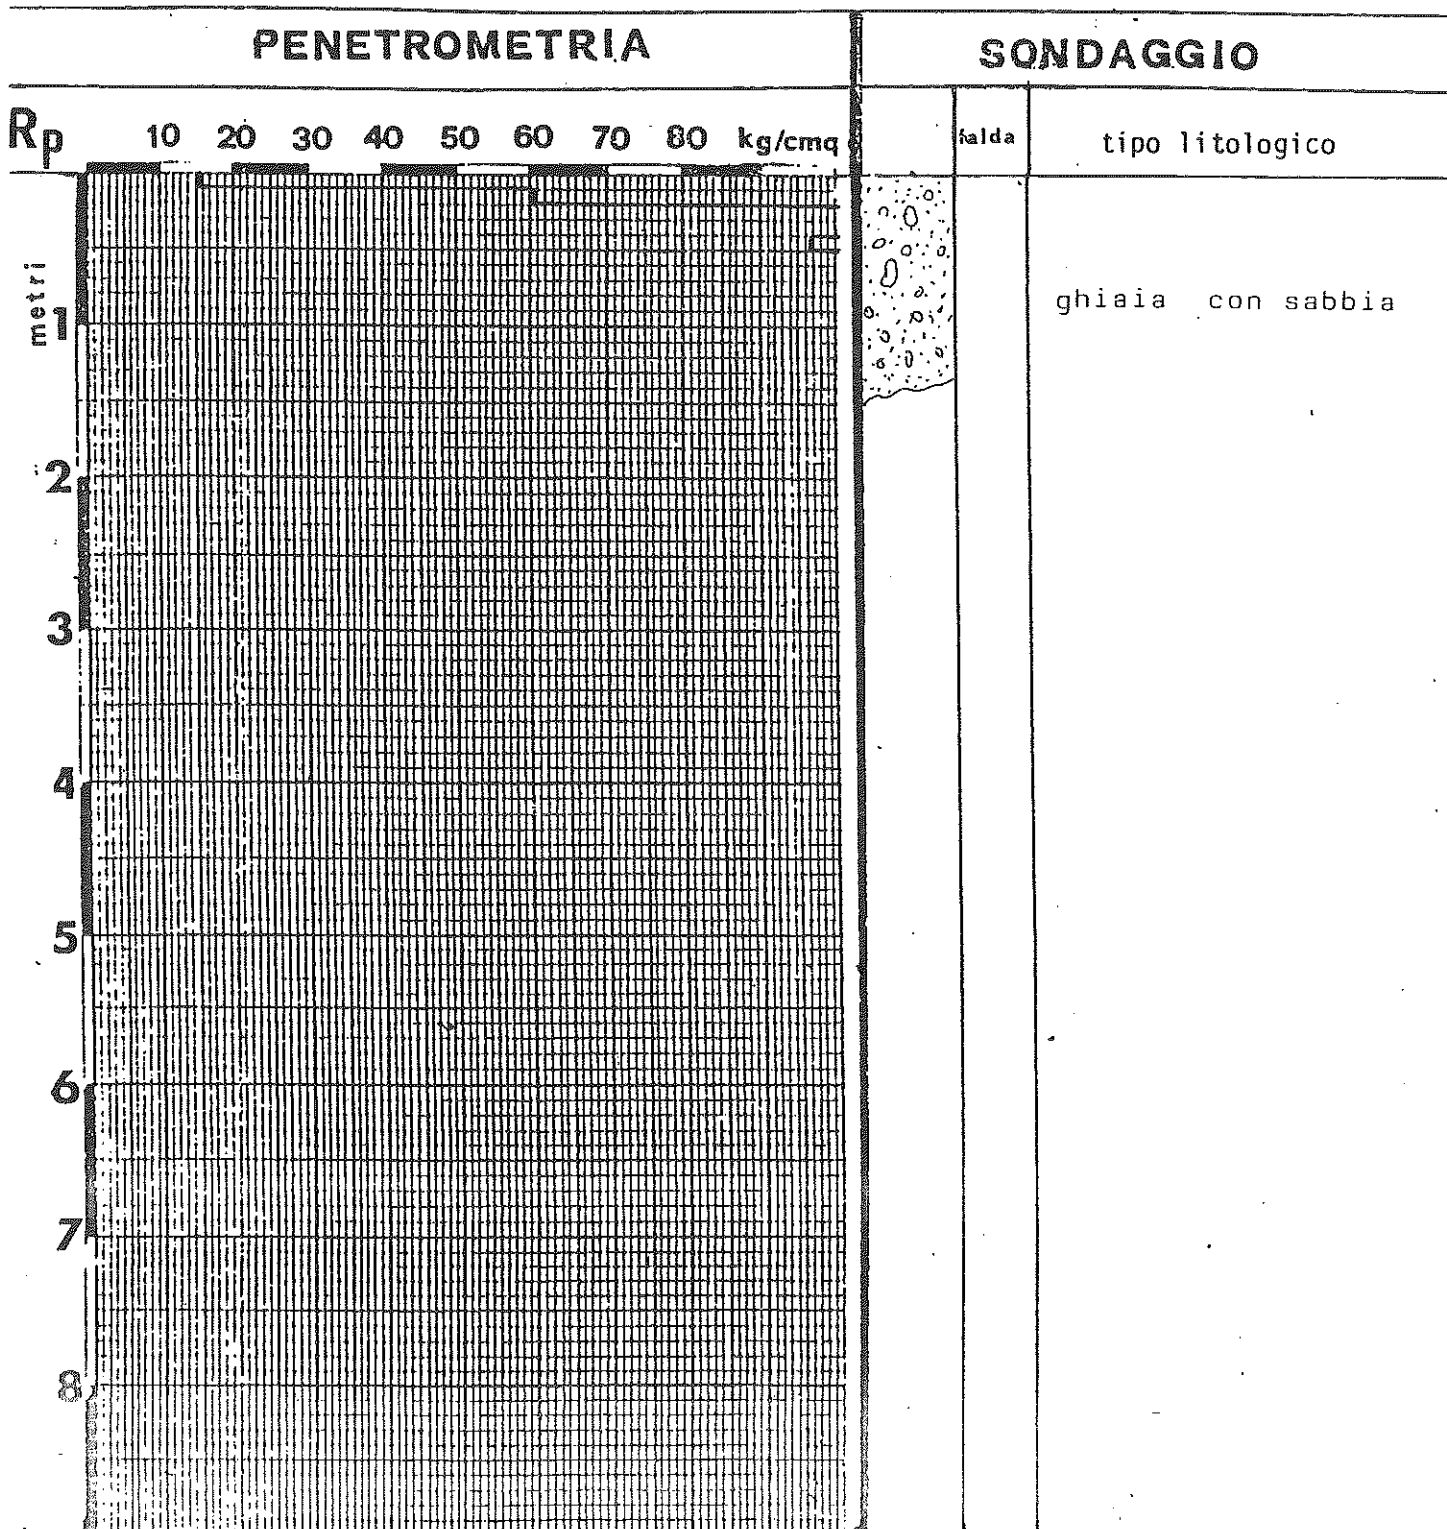 PENETROMETRIA
SONDAGGIO
Rp 10 20 30 40 50 60 70 80 kg/cmq
falda
tipo litologico
metri
ghiaia con sabbia
1
2
3
4
5
6
7
8